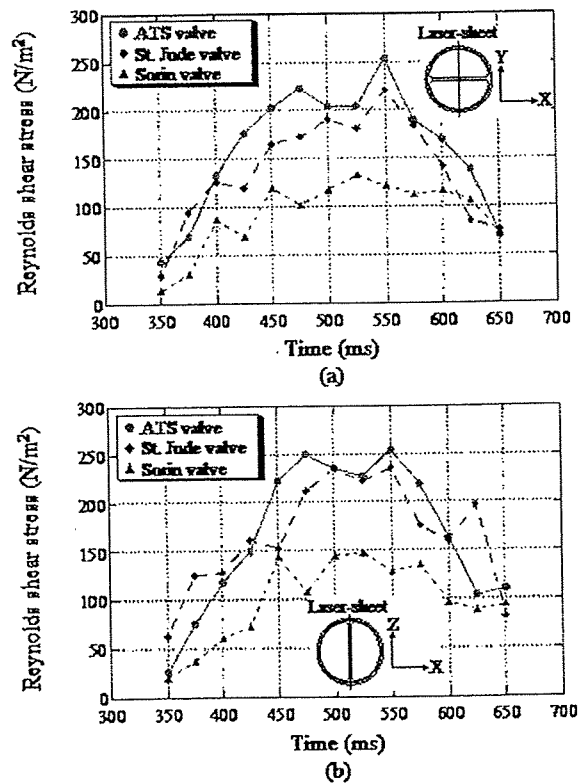 Reynolds shear stress (N/m²)
300
250
200
150
100
50
0
ATS valve
St. Jude valve
Sorin valve
Laser-sheet
Y
X
300 350 400 450 500 550 600 650 700
Time (ms)
(a)
Reynolds shear stress (N/m²)
300
250
200
150
100
50
0
ATS valve
St. Jude valve
Sorin valve
Laser-sheet
Z
X
300 350 400 450 500 550 600 650 700
Time (ms)
(b)